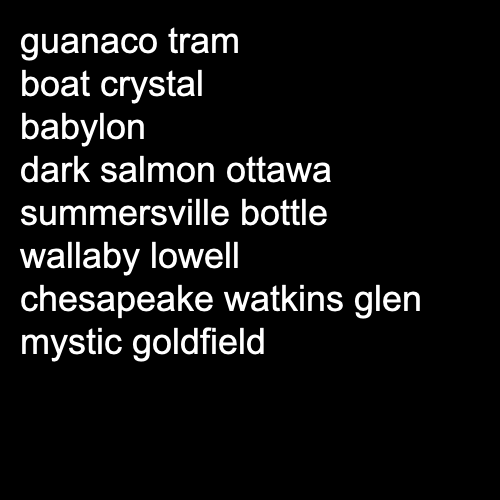 guanaco tram
boat crystal
babylon
dark salmon ottawa
summersville bottle
wallaby lowell
chesapeake watkins glen
mystic goldfield